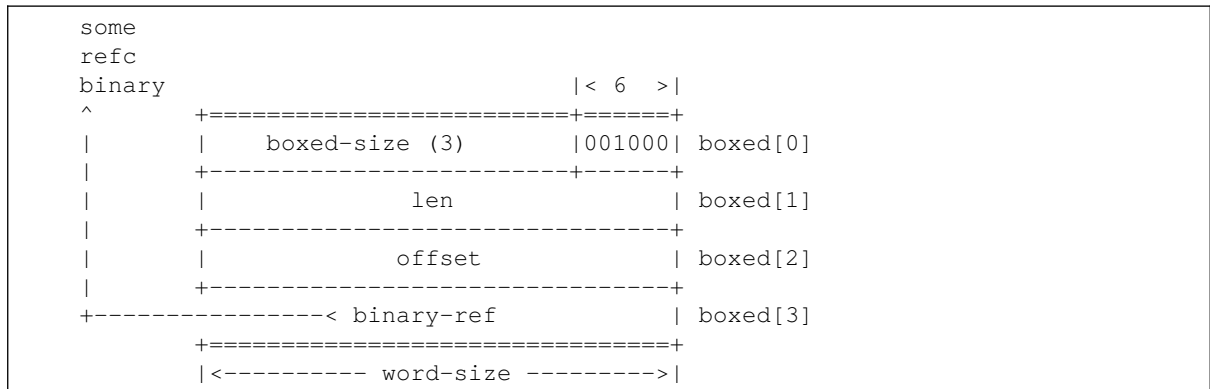 some
refc
binary                            |< 6  >|
^       +=========================+======+
|       |    boxed-size (3)       |001000| boxed[0]
|       +-------------------------+------+
|       |              len               | boxed[1]
|       +--------------------------------+
|       |             offset             | boxed[2]
|       +--------------------------------+
+----------------< binary-ref            | boxed[3]
        +================================+
        |<---------- word-size --------->|